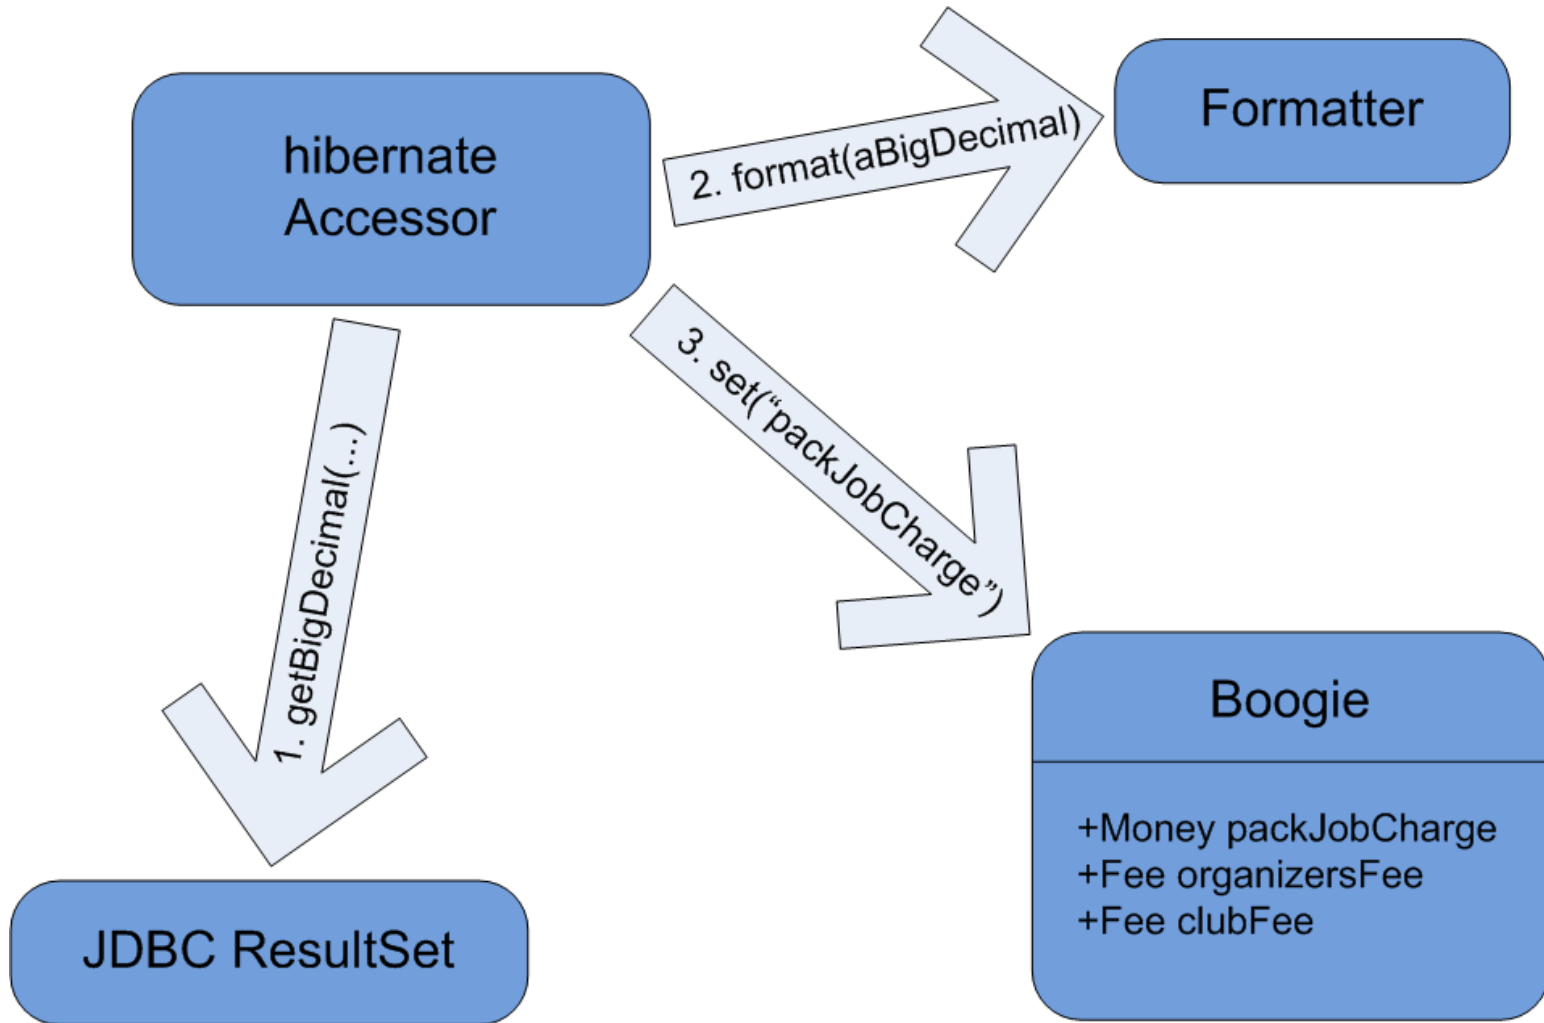 hibernate
Accessor
2. format(aBigDecimal)
Formatter
3. set(“packJobCharge”)
1. getBigDecimal(....)
Boogie
+Money packJobCharge
+Fee organizersFee
+Fee clubFee
JDBC ResultSet